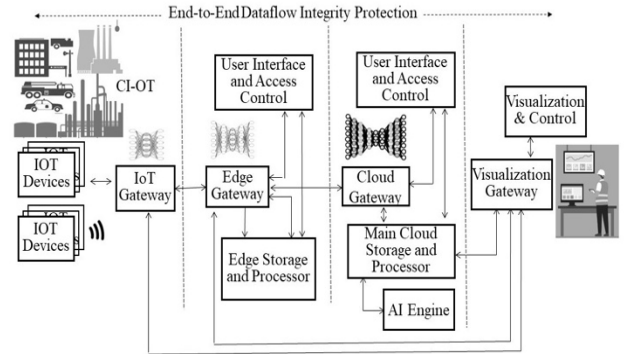 End-to-End Dataflow Integrity Protection
CI-OT
User Interface
and Access
Control
User Interface
and Access
Control
Visualization
& Control
IOT
Devices
IoT
Gateway
Edge
Gateway
Cloud
Gateway
Visualization
Gateway
IOT
Devices
Edge Storage
and Processor
Main Cloud
Storage and
Processor
AI Engine